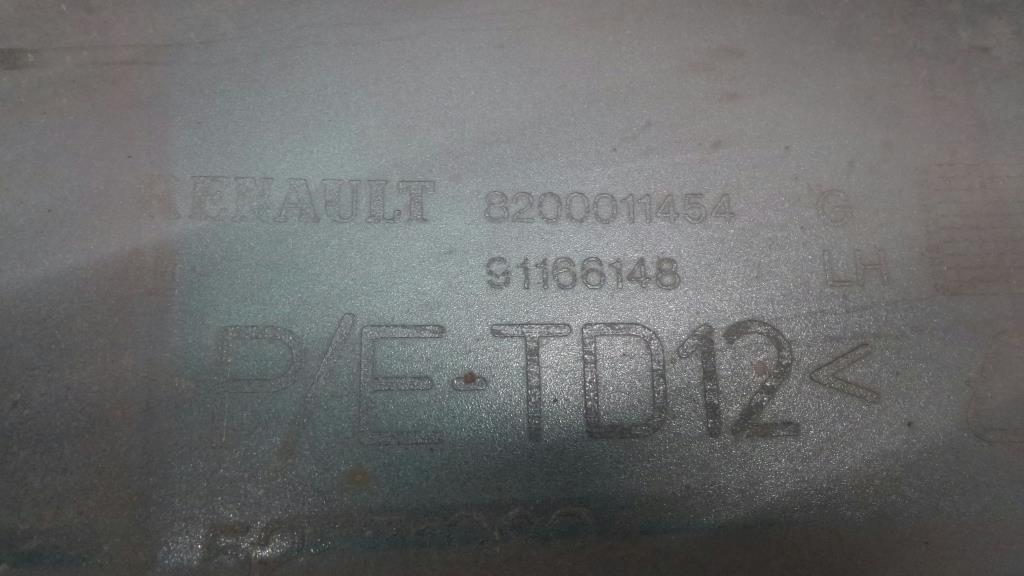 RENAULT 8200011454 G
91166148 LH
P/E-TD12<